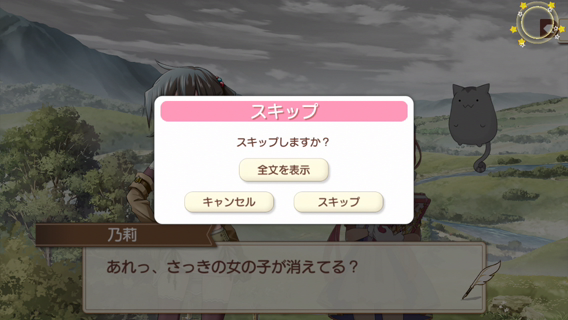 スキップ
スキップしますか？
全文を表示
キャンセル
スキップ
乃莉
あれっ、さっきの女の子が消えてる？